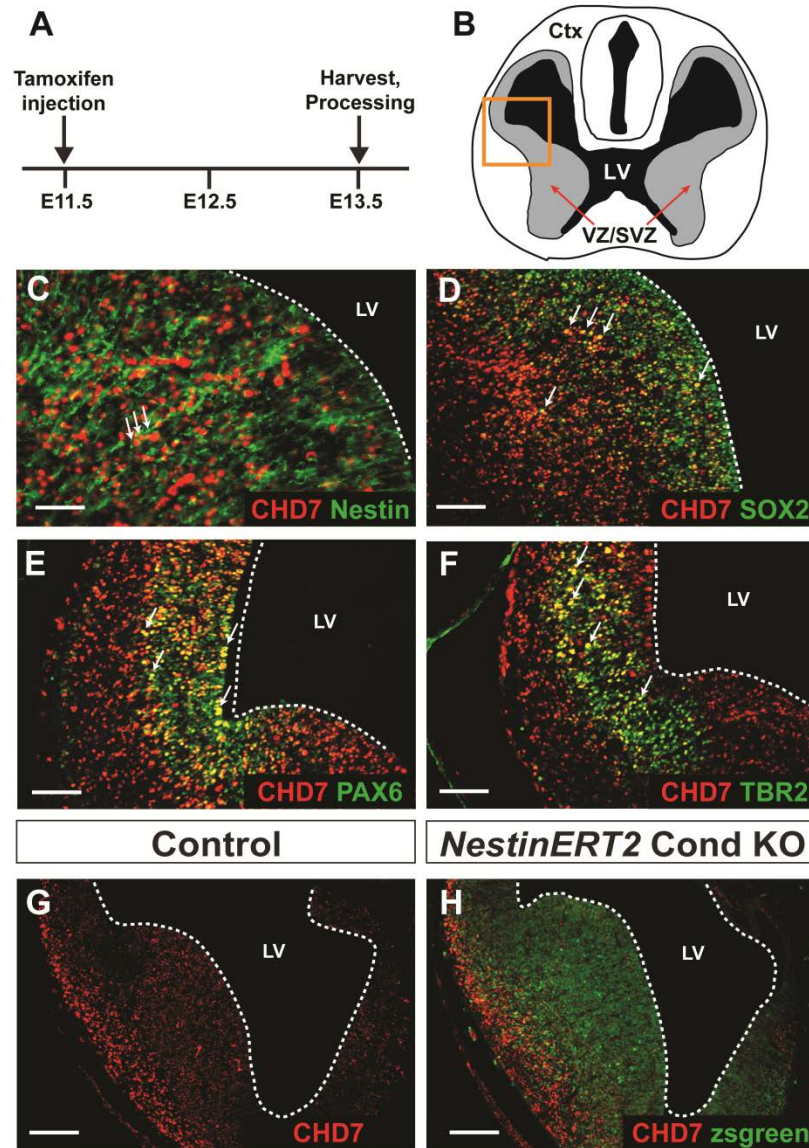 A
Tamoxifen
injection
Harvest,
Processing
E11.5
E12.5
E13.5
B
Ctx
LV
VZ/SVZ
C
LV
CHD7 Nestin
D
LV
CHD7 SOX2
E
LV
CHD7 PAX6
F
LV
CHD7 TBR2
Control
NestinERT2 Cond KO
G
LV
CHD7
H
LV
CHD7 zsgreen